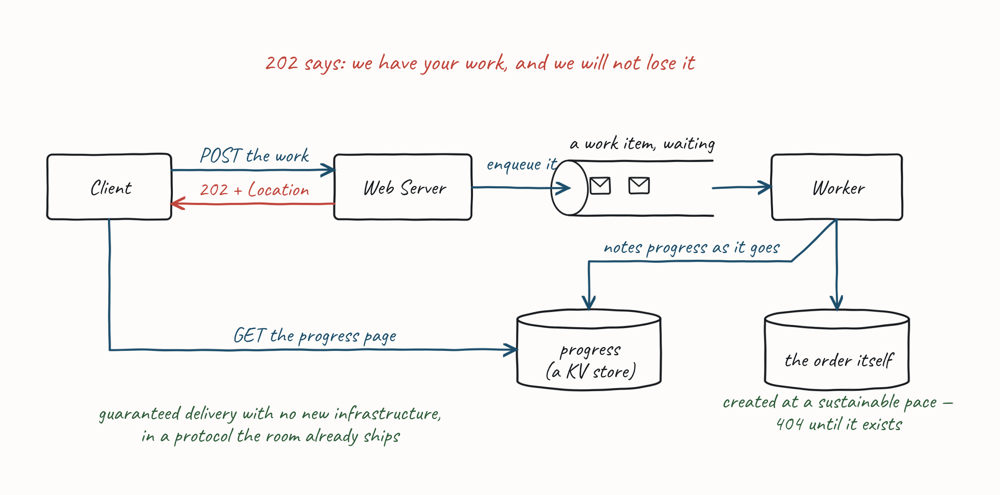 202 says: we have your work, and we will not lose it
a work item, waiting
POST the work
enqueue it
Client
202 + Location
Web Server
Worker
notes progress as it goes
GET the progress page
progress
(a KV store)
the order itself
created at a sustainable pace –
404 until it exists
guaranteed delivery with no new infrastructure,
in a protocol the room already ships